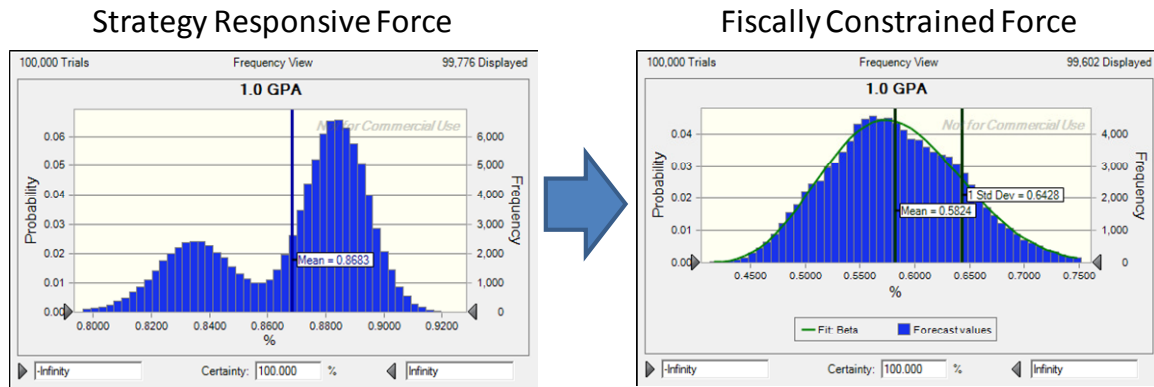 Strategy Responsive Force
100,000 Trials Frequency View 99,776 Displayed
1.0 GPA
Not for Commercial Use
Probability
0.06
0.05
0.04
0.03
0.02
0.01
0.00
6,000
5,000
4,000
3,000
2,000
1,000
0
Frequency
Mean = 0.8683
0.8000 0.8200 0.8400 0.8600 0.8800 0.9000 0.9200
%
-Infinity Certainty: 100.000 % Infinity
Fiscally Constrained Force
100,000 Trials Frequency View 99,602 Displayed
1.0 GPA
Not for Commercial Use
Probability
0.04
0.03
0.02
0.01
0.00
4,000
3,000
2,000
1,000
0
Frequency
1 Std Dev = 0.6428
Mean = 0.5824
0.4500 0.5000 0.5500 0.6000 0.6500 0.7000 0.7500
%
Fit: Beta Forecast values
-Infinity Certainty: 100.000 % Infinity